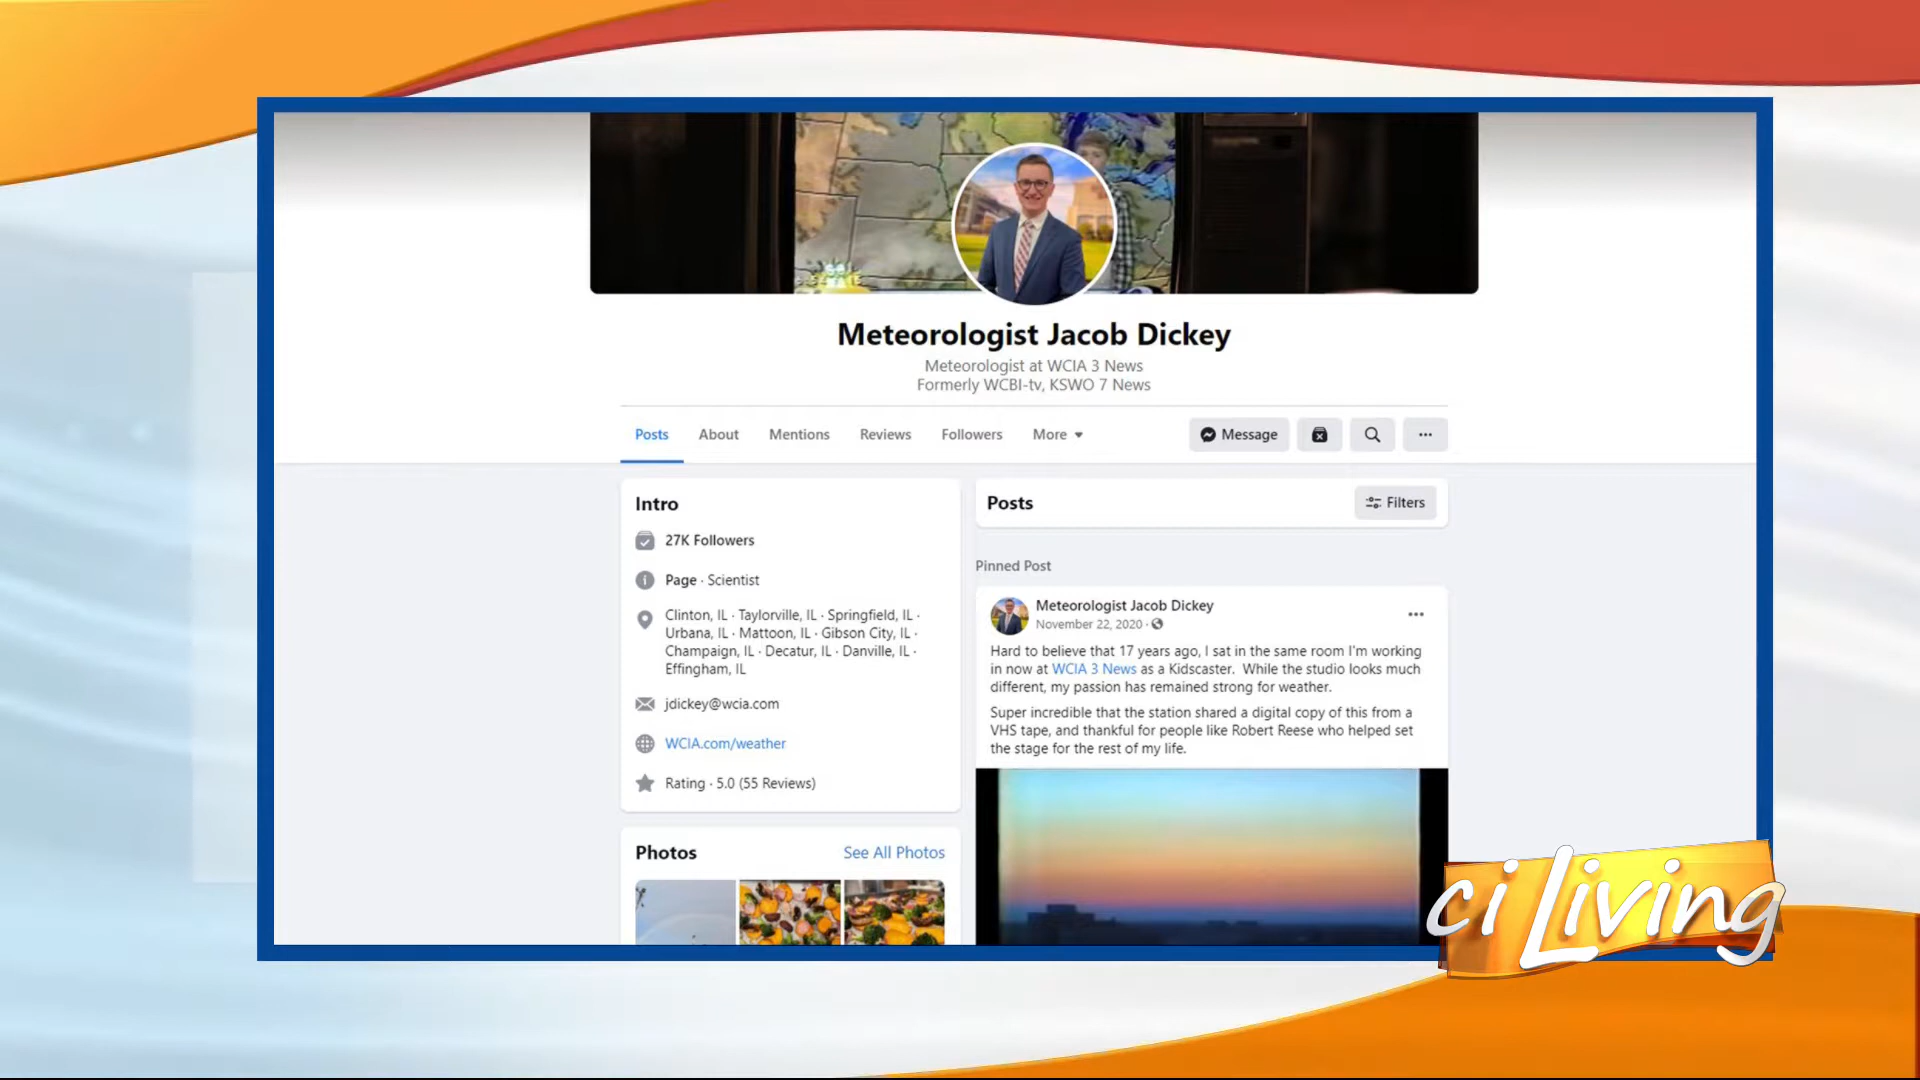 Meteorologist Jacob Dickey
Meteorologist at WCIA 3 News
Formerly WCBI-tv, KSWO 7 News
Posts
About
Mentions
Reviews
Followers
More
Message
Intro
27K Followers
Page · Scientist
Clinton, IL · Taylorville, IL · Springfield, IL ·
Urbana, IL · Mattoon, IL · Gibson City, IL ·
Champaign, IL · Decatur, IL · Danville, IL ·
Effingham, IL
jdickey@wcia.com
WCIA.com/weather
Rating · 5.0 (55 Reviews)
Photos
See All Photos
Posts
Filters
Pinned Post
Meteorologist Jacob Dickey
November 22, 2020 ·
Hard to believe that 17 years ago, I sat in the same room I'm working
in now at WCIA 3 News as a Kidscaster. While the studio looks much
different, my passion has remained strong for weather.
Super incredible that the station shared a digital copy of this from a
VHS tape, and thankful for people like Robert Reese who helped set
the stage for the rest of my life.
ci Living